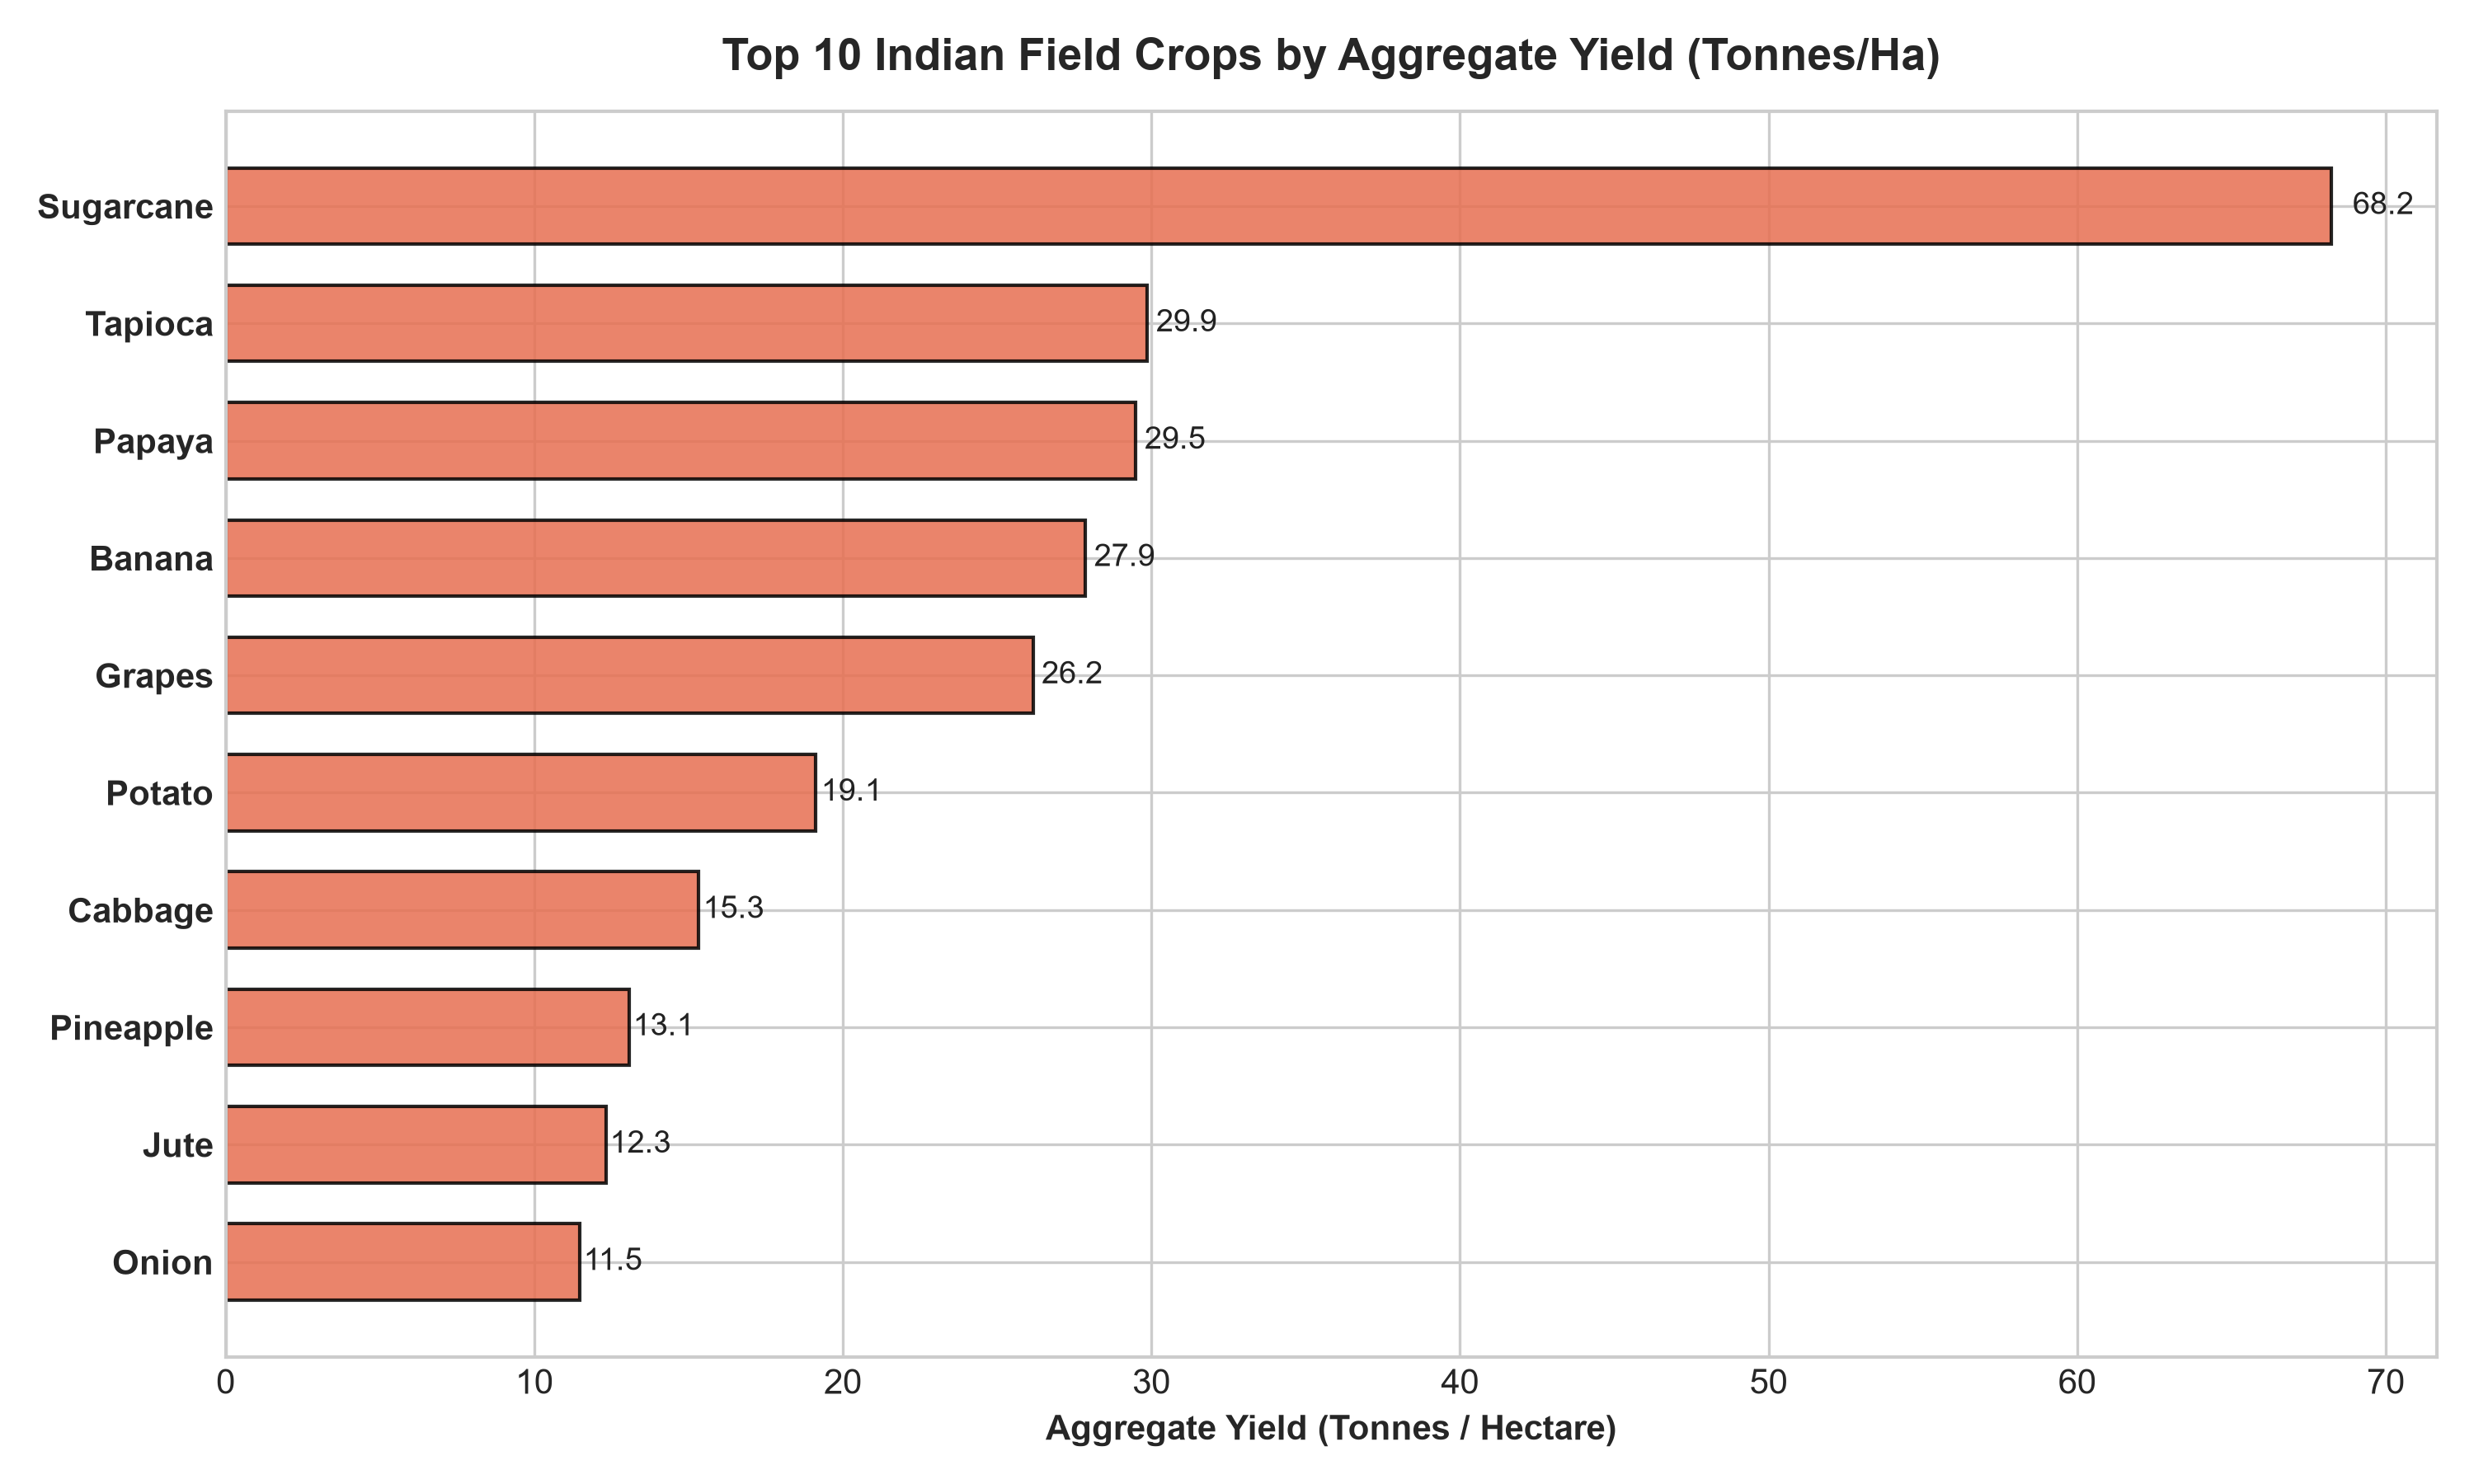 Top 10 Indian Field Crops by Aggregate Yield (Tonnes/Ha)
Sugarcane 68.2
Tapioca 29.9
Papaya 29.5
Banana 27.9
Grapes 26.2
Potato 19.1
Cabbage 15.3
Pineapple 13.1
Jute 12.3
Onion 11.5
0 10 20 30 40 50 60 70
Aggregate Yield (Tonnes / Hectare)